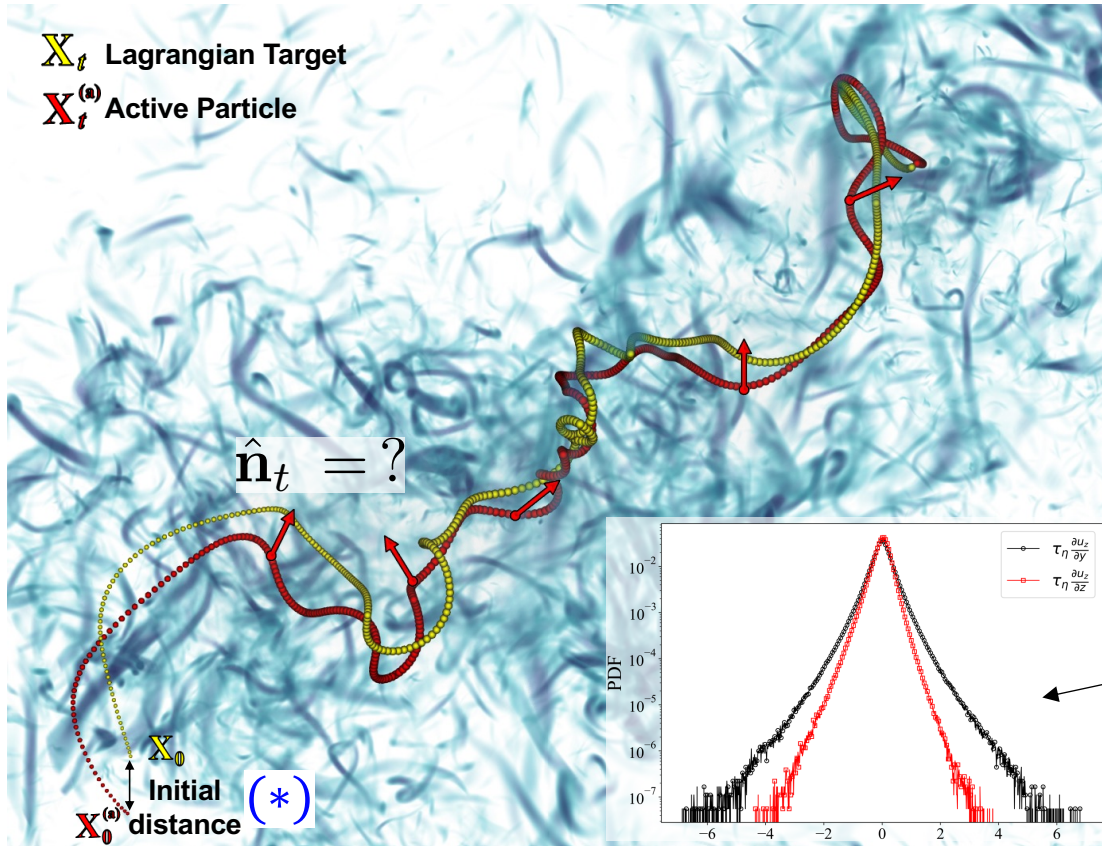 X_t Lagrangian Target
X_t^(a) Active Particle
n̂_t = ?
X_0
Initial
distance
X_0^(a)
(*)
PDF
10^−2
10^−3
10^−4
10^−5
10^−6
10^−7
−6 −4 −2 0 2 4 6
τ_η ∂u_z/∂y
τ_η ∂u_z/∂z